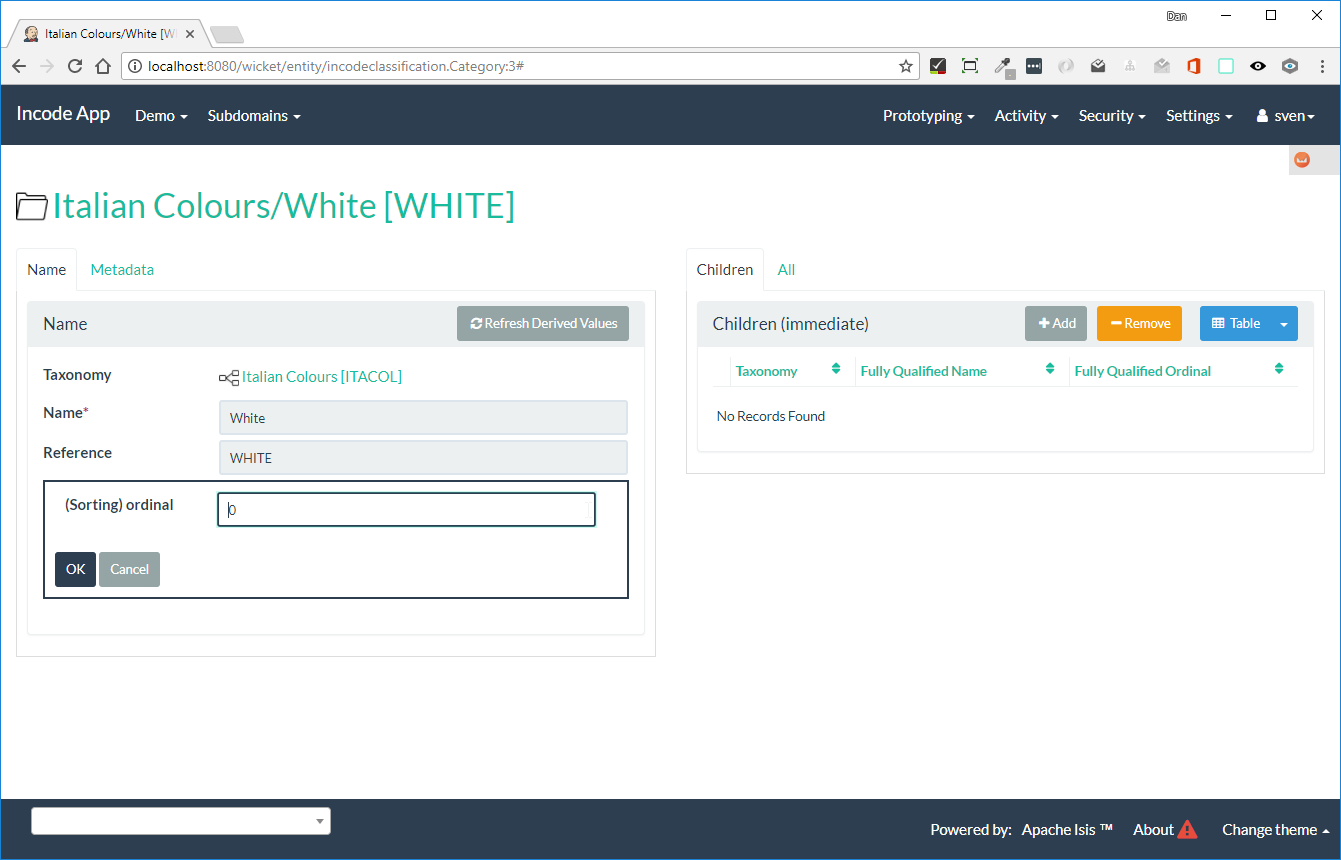 Dan
Italian Colours/White [W
localhost:8080/wicket/entity/incodeclassification.Category:3#
Incode App Demo Subdomains Prototyping Activity Security Settings sven
Italian Colours/White [WHITE]
Name Metadata
Name Refresh Derived Values
Taxonomy Italian Colours [ITACOL]
Name* White
Reference WHITE
(Sorting) ordinal 0
OK Cancel
Children All
Children (immediate) Add Remove Table
Taxonomy Fully Qualified Name Fully Qualified Ordinal
No Records Found
Powered by: Apache Isis ™ About Change theme